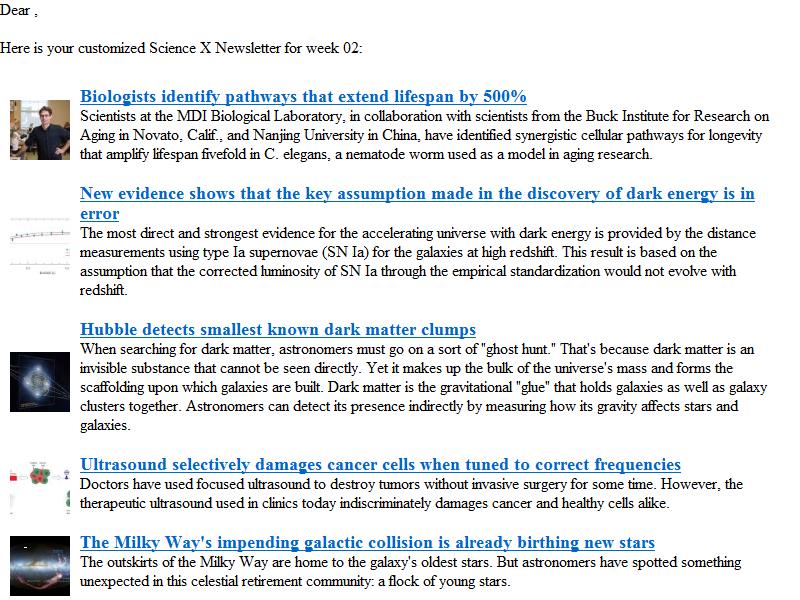 Dear ,
Here is your customized Science X Newsletter for week 02:
Biologists identify pathways that extend lifespan by 500%
Scientists at the MDI Biological Laboratory, in collaboration with scientists from the Buck Institute for Research on
Aging in Novato, Calif., and Nanjing University in China, have identified synergistic cellular pathways for longevity
that amplify lifespan fivefold in C. elegans, a nematode worm used as a model in aging research.
New evidence shows that the key assumption made in the discovery of dark energy is in
error
The most direct and strongest evidence for the accelerating universe with dark energy is provided by the distance
measurements using type Ia supernovae (SN Ia) for the galaxies at high redshift. This result is based on the
assumption that the corrected luminosity of SN Ia through the empirical standardization would not evolve with
redshift.
Hubble detects smallest known dark matter clumps
When searching for dark matter, astronomers must go on a sort of "ghost hunt." That's because dark matter is an
invisible substance that cannot be seen directly. Yet it makes up the bulk of the universe's mass and forms the
scaffolding upon which galaxies are built. Dark matter is the gravitational "glue" that holds galaxies as well as galaxy
clusters together. Astronomers can detect its presence indirectly by measuring how its gravity affects stars and
galaxies.
Ultrasound selectively damages cancer cells when tuned to correct frequencies
Doctors have used focused ultrasound to destroy tumors without invasive surgery for some time. However, the
therapeutic ultrasound used in clinics today indiscriminately damages cancer and healthy cells alike.
The Milky Way's impending galactic collision is already birthing new stars
The outskirts of the Milky Way are home to the galaxy's oldest stars. But astronomers have spotted something
unexpected in this celestial retirement community: a flock of young stars.